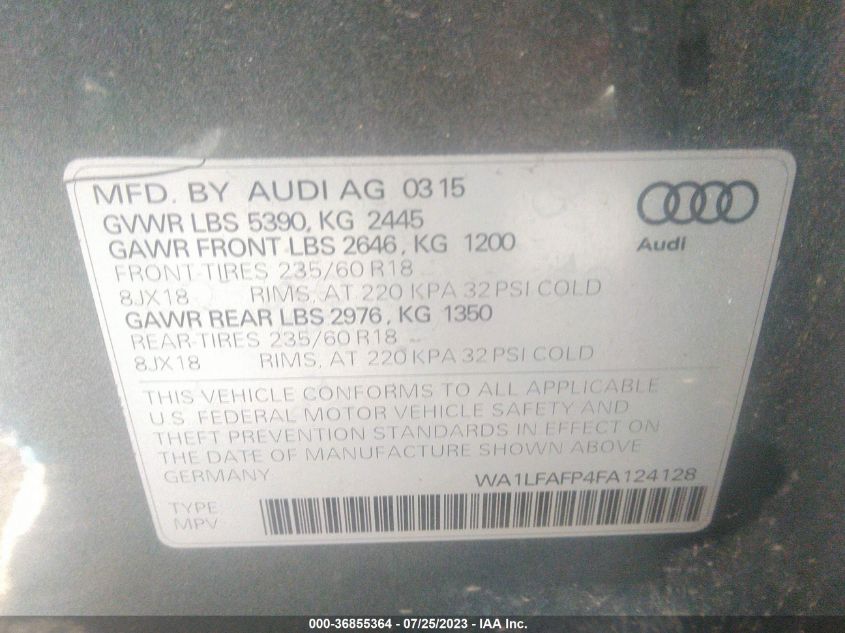 MFD. BY AUDI AG 03 15
GVWR LBS 5390, KG 2445
GAWR FRONT LBS 2646, KG 1200
FRONT-TIRES 235/60 R18
8JX18 RIMS, AT 220 KPA 32 PSI COLD
GAWR REAR LBS 2976, KG 1350
REAR-TIRES 235/60 R18
8JX18 RIMS, AT 220 KPA 32 PSI COLD
Audi
THIS VEHICLE CONFORMS TO ALL APPLICABLE
U.S. FEDERAL MOTOR VEHICLE SAFETY AND
THEFT PREVENTION STANDARDS IN EFFECT ON
THE DATE OF MANUFACTURE SHOWN ABOVE
GERMANY WA1LFAFP4FA124128
TYPE
MPV
000-36855364 - 07/25/2023 - IAA Inc.